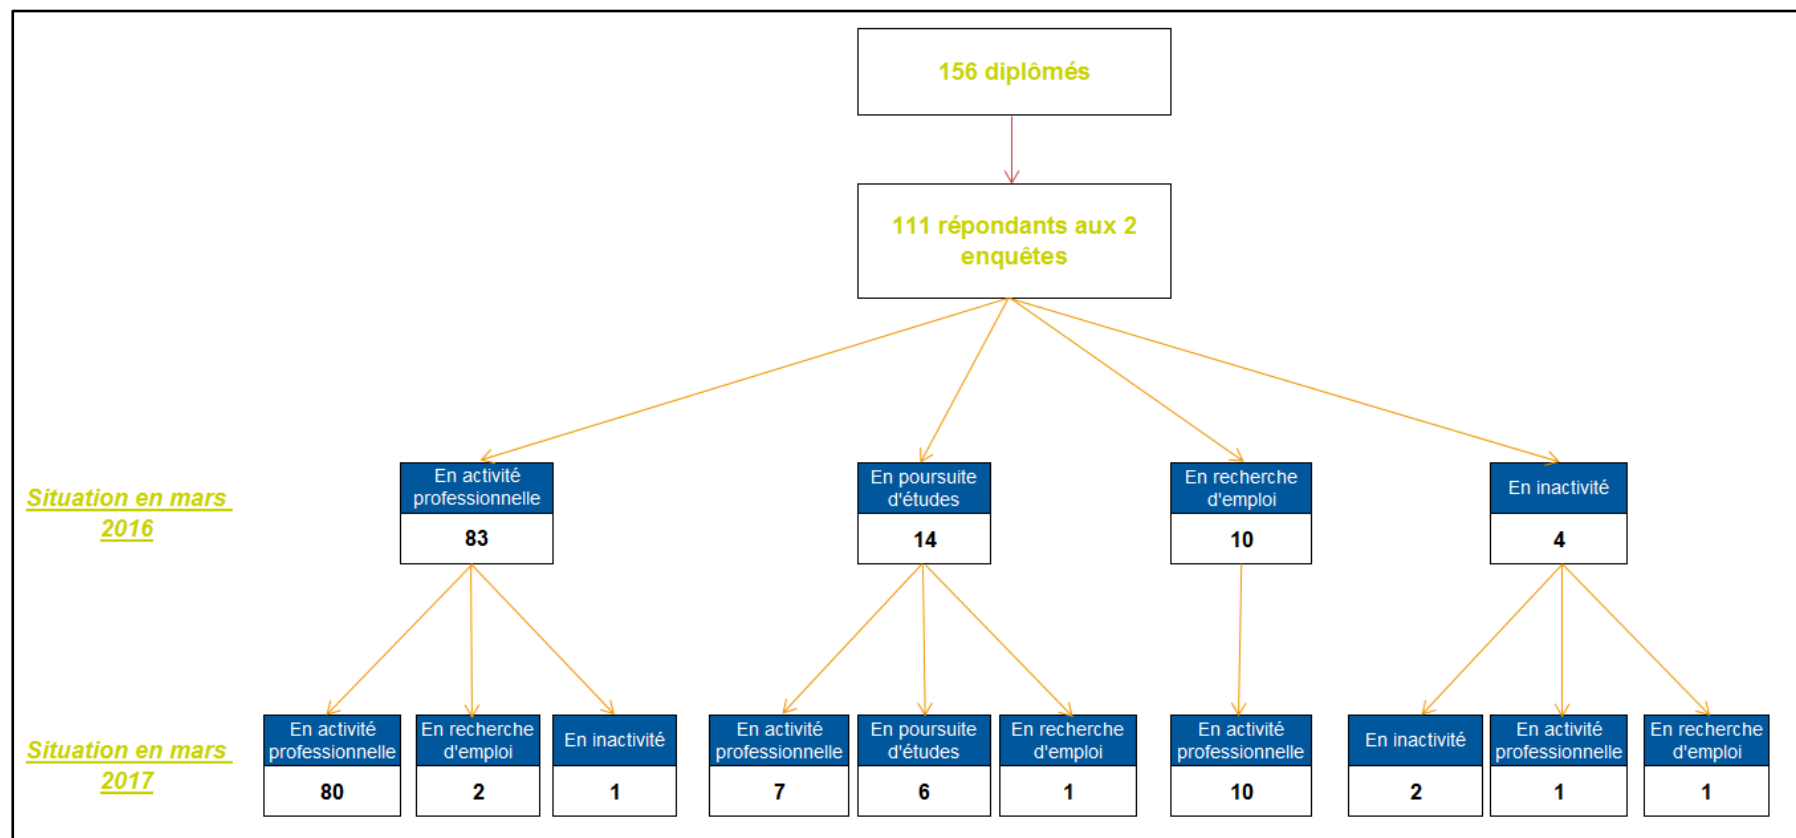 156 diplômés
111 répondants aux 2
enquêtes
Situation en mars
2016
En activité
professionnelle
83
En poursuite
d'études
14
En recherche
d'emploi
10
En inactivité
4
Situation en mars
2017
En activité
professionnelle
80
En recherche
d'emploi
2
En inactivité
1
En activité
professionnelle
7
En poursuite
d'études
6
En recherche
d'emploi
1
En activité
professionnelle
10
En inactivité
2
En activité
professionnelle
1
En recherche
d'emploi
1